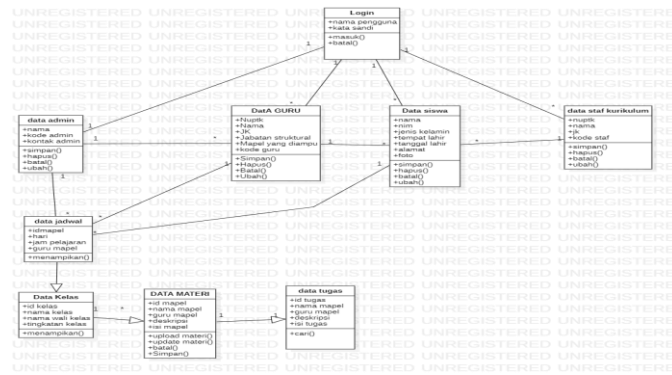 Login
+nama pengguna
+kata sandi
+masuk()
+batal()
data admin
+nama
+kode admin
+kontak admin
+simpan()
+hapus()
+batal()
+ubah()
DatA GURU
+Nuptk
+Nama
+JK
+Jabatan struktural
+Mapel yang diampu
+kode guru
+Simpan()
+Hapus()
+Batal()
+Ubah()
Data siswa
+nama
+nim
+jenis kelamin
+tempat lahir
+tanggal lahir
+alamat
+foto
+simpan()
+hapus()
+batal()
+ubah()
data staf kurikulum
+nuptk
+nama
+jk
+kode staf
+simpan()
+hapus()
+batal()
+ubah()
data jadwal
+idmapel
+hari
+jam pelajaran
+guru mapel
+menampikan()
Data Kelas
+id kelas
+nama kelas
+nama wali kelas
+tingkatan kelas
+menampikan()
DATA MATERI
+id mapel
+nama mapel
+guru mapel
+deskripsi
+isi mapel
+upload materi()
+update materi()
+batal()
+Simpan()
data tugas
+id tugas
+nama mapel
+guru mapel
+deskripsi
+isi tugas
+cari()
UNREGISTERED